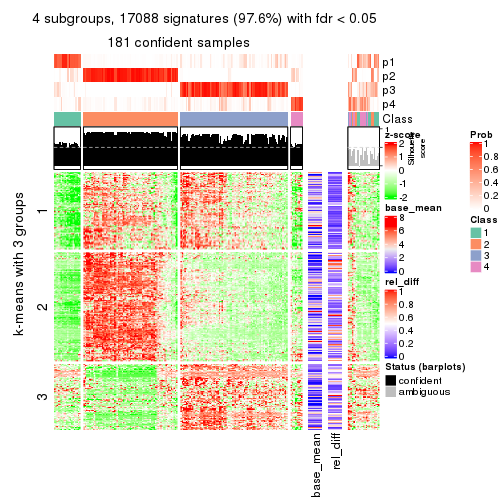 4 subgroups, 17088 signatures (97.6%) with fdr < 0.05
181 confident samples
p1
p2
p3
p4
Class
1
Silhouette
score
k-means with 3 groups
1
2
3
base_mean
rel_diff
z-score
2
1
0
-1
-2
base_mean
8
6
4
2
0
rel_diff
1
0.8
0.6
0.4
0.2
0
Status (barplots)
confident
ambiguous
Prob
1
0.8
0.6
0.4
0.2
0
Class
1
2
3
4